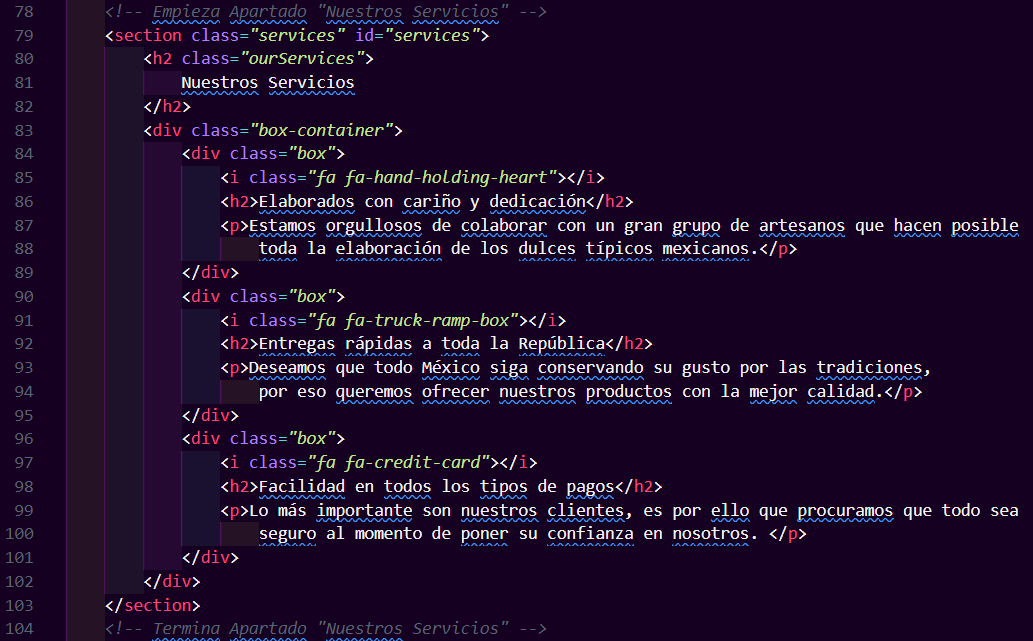 78 <!-- Empieza Apartado "Nuestros Servicios" -->
79 <section class="services" id="services">
80 <h2 class="ourServices">
81 Nuestros Servicios
82 </h2>
83 <div class="box-container">
84 <div class="box">
85 <i class="fa fa-hand-holding-heart"></i>
86 <h2>Elaborados con cariño y dedicación</h2>
87 <p>Estamos orgullosos de colaborar con un gran grupo de artesanos que hacen posible
88 toda la elaboración de los dulces típicos mexicanos.</p>
89 </div>
90 <div class="box">
91 <i class="fa fa-truck-ramp-box"></i>
92 <h2>Entregas rápidas a toda la República</h2>
93 <p>Deseamos que todo México siga conservando su gusto por las tradiciones,
94 por eso queremos ofrecer nuestros productos con la mejor calidad.</p>
95 </div>
96 <div class="box">
97 <i class="fa fa-credit-card"></i>
98 <h2>Facilidad en todos los tipos de pagos</h2>
99 <p>Lo más importante son nuestros clientes, es por ello que procuramos que todo sea
100 seguro al momento de poner su confianza en nosotros. </p>
101 </div>
102 </div>
103 </section>
104 <!-- Termina Apartado "Nuestros Servicios" -->